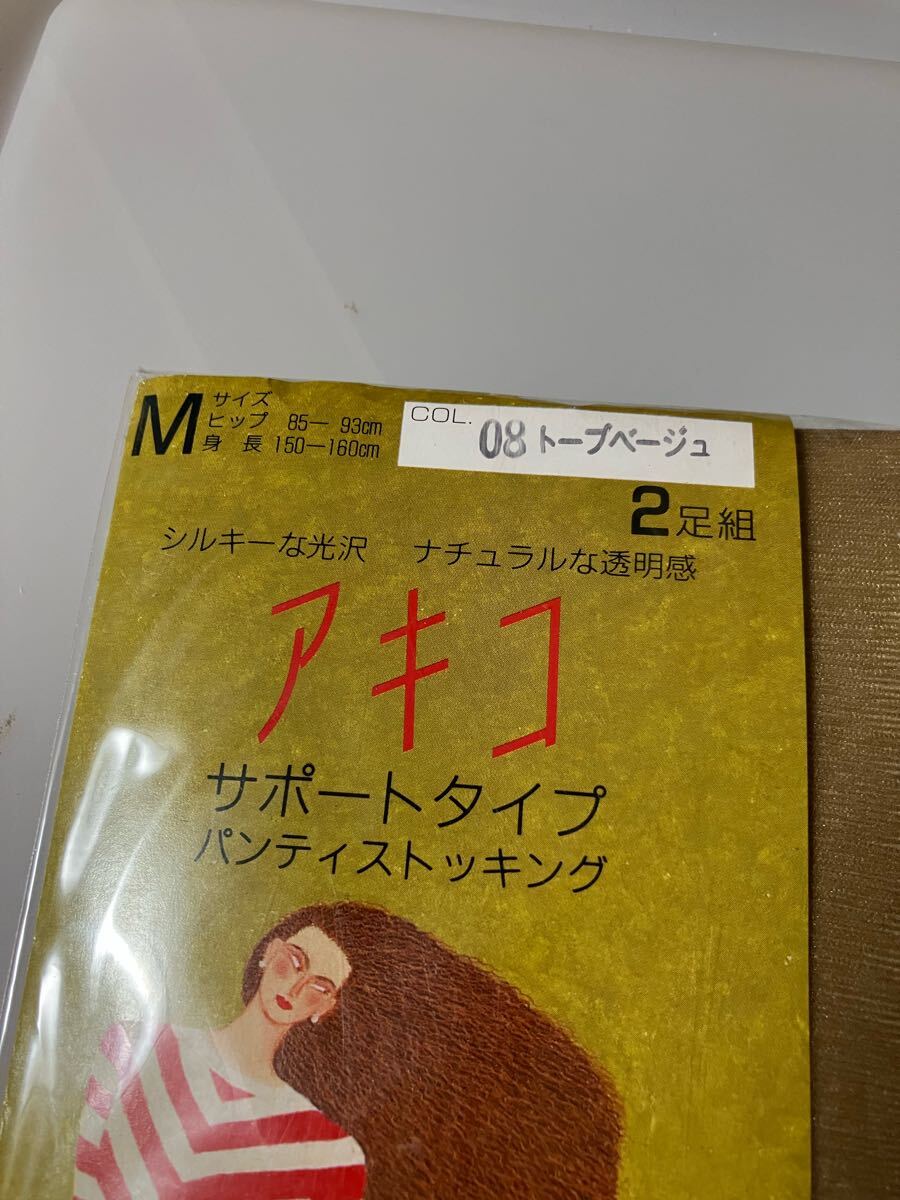 M サイズ
ヒップ 85—93cm
身長 150—160cm
COL. 08 トープベージュ
2足組
シルキーな光沢 ナチュラルな透明感
アキコ
サポートタイプ
パンティストッキング